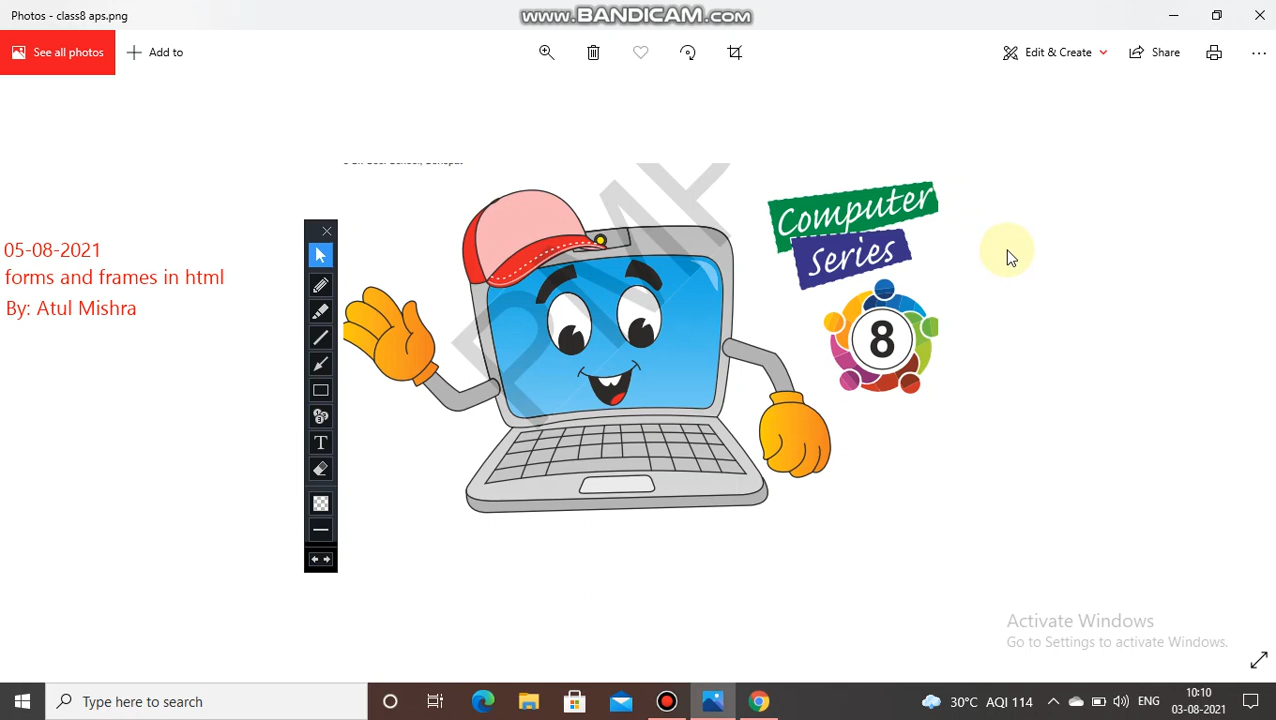 Photos - class8 aps.png
www.BANDICAM.com
See all photos
Add to
Edit & Create
Share
Computer
Series
8
05-08-2021
forms and frames in html
By: Atul Mishra
T
Activate Windows
Go to Settings to activate Windows.
Type here to search
30°C AQI 114
ENG
10:10
03-08-2021